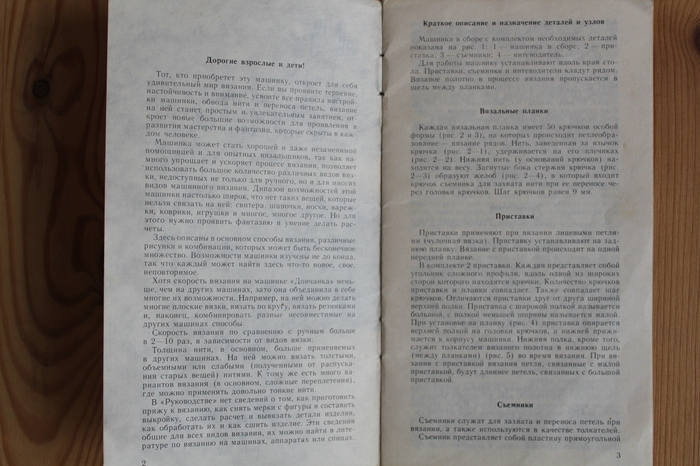 Дорогие взрослые и дети!
Тот, кто приобретет эту машинку, откроет для себя
удивительный мир вязания. Если вы проявите терпение,
настойчивость и внимание, усвоите все правила настрой-
ки машинки, обвода нити и переноса петель, вязание
на ней станет простым и увлекательным занятием, от-
кроет новые большие возможности для проявления и
развития мастерства и фантазии, которые скрыты в каж-
дом человеке.
Машинка может стать хорошей и даже незаменимой
помощницей и для опытных вязальщиков, так как на-
много упрощает и ускоряет процесс вязания, позволяет
использовать большое количество различных видов вяз-
ки, недоступных не только для ручного, но и для многих
видов машинного вязания. Диапазон возможностей этой
машинки настолько широк, что нет таких вещей, которые
нельзя связать на ней: свитера, шапочки, носки, вареж-
ки, коврики, игрушки и многое, многое другое. Но для
этого нужно проявить фантазию и умение делать рас-
четы.
Здесь описаны в основном способы вязания, различные
рисунки и комбинации, которых может быть бесконечное
множество. Возможности машинки изучены не до конца,
так что каждый может найти здесь что-то новое, свое,
неповторимое.
Хотя скорость вязания на машинке «Дончанка» мень-
ше, чем на других машинах, зато она объединила в себе
многие их возможности. Например, на ней можно делать
многие плоские вязки, вязать по кругу, вязать резинками
и, наконец, комбинировать разные несовместимые на
других машинах способы.
Скорость вязания по сравнению с ручным больше
в 2—10 раз, в зависимости от видов вязки.
Толщина нити, в основном, больше применяемых
в других машинах. На ней можно вязать толстыми,
объемными или слабыми (полученными от распуска-
ния старых вещей) нитями. К тому же есть много ва-
риантов вязания (в основном, сложные переплетения),
где можно применять довольно тонкие нити.
В «Руководстве» нет сведений о том, как приготовить
пряжу к вязанию, как снять мерки с фигуры и составить
выкройку, сделать расчет и вывязать детали изделия,
как обработать их и как сшить изделие. Эти сведения
общие для всех видов вязания, их можно найти в лите-
ратуре по вязанию на машинах, аппаратах или спицах.
2
Краткое описание и назначение деталей и узлов
Машинка в сборе с комплектом необходимых деталей
показана на рис. 1: 1 — машинка в сборе; 2 — при-
ставка; 3 — съемники; 4 — нитеводитель.
Для работы машинку устанавливают вдоль края сто-
ла. Приставки, съемники и нитеводители кладут рядом.
Вязаное полотно в процессе вязания пропускается в
щель между планками.
Вязальные планки
Каждая вязальная планка имеет 50 крючков особой
формы (рис. 2 и 3), на которых происходит петлеобра-
зование — вязание рядов. Нить, заведенная за язычок
крючка (рис. 2—1), удерживается на его плечиках
(рис. 2—2). Нижняя нить (у оснований крючков) на-
ходится на весу. Загнутые бока стержня крючка (рис.
2—3) образуют желоб (рис. 2—4), в который входит
крючок съемника для захвата нити при ее переносе че-
рез головки крючков. Шаг крючков равен 9 мм.
Приставки
Приставки применяются при вязании лицевыми петля-
ми (чулочная вязка). Приставку устанавливают на зад-
нюю планку. Вязание с приставкой происходит на одной
передней планке.
В комплекте 2 приставки. Каждая представляет собой
угольник сложного профиля, вдоль одной из широких
сторон которого находятся крючки. Количество крючков
приставки и планки совпадает. Также совпадает шаг
крючков. Отличаются приставки друг от друга шириной
верхней полки. Приставка с широкой полкой называется
большой, с полкой меньшей ширины называется малой.
При установке на планку (рис. 4) приставка опирается
верхней полкой на головки крючков, а нижней прижи-
мается к корпусу машинки. Нижняя полка, кроме того,
служит толкателем вязаного полотна в нижнюю щель
(между планками) (рис. 5) во время вязания. При вя-
зании с приставкой вязания петли, связанных с малой
приставкой, будут длиннее петель, связанных с большой
приставкой.
Съемники
Съемники служат для захвата и переноса петель при
вязании, а также используются в качестве толкателей.
Съемник представляет собой пластину прямоугольной
3